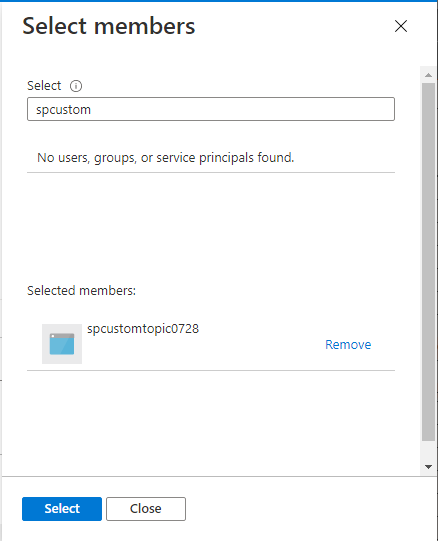 Select members
Select
spcustom
No users, groups, or service principals found.
Selected members:
spcustomtopic0728
Remove
Select
Close